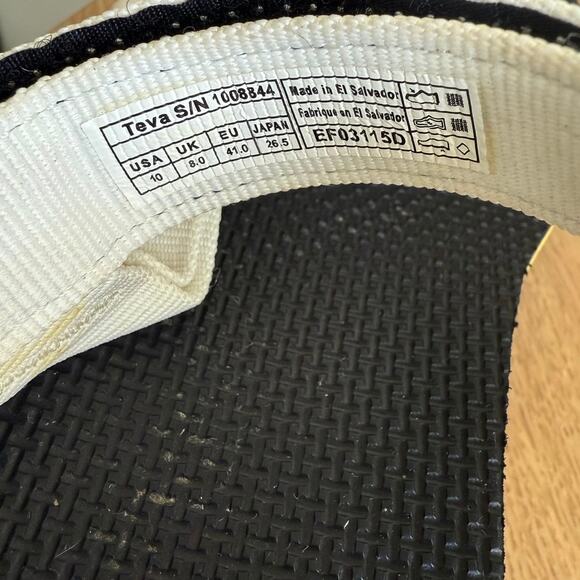 Teva S/N 1008844
USA UK EU JAPAN
10 8.0 41.0 26.5
Made in El Salvador
Fabriqué en El Salvador
EF03115D